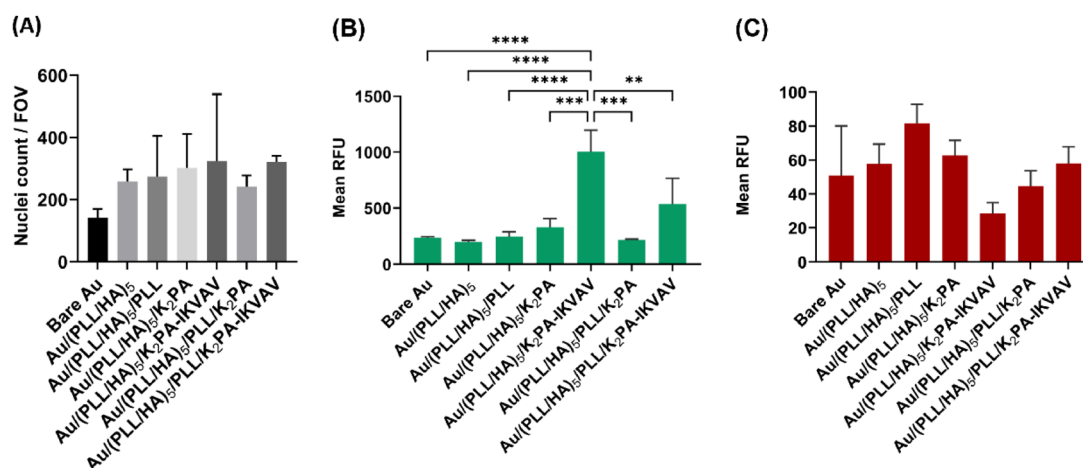 (A)
Nuclei count / FOV
600
400
200
0
Bare Au
Au/(PLL/HA)₅
Au/(PLL/HA)₅/PLL
Au/(PLL/HA)₅/K₂PA
Au/(PLL/HA)₅/K₂PA-IKVAV
Au/(PLL/HA)₅/PLL/K₂PA
Au/(PLL/HA)₅/PLL/K₂PA-IKVAV
(B)
****
****
****
**
***
***
Mean RFU
1500
1000
500
0
Bare Au
Au/(PLL/HA)₅
Au/(PLL/HA)₅/PLL
Au/(PLL/HA)₅/K₂PA
Au/(PLL/HA)₅/K₂PA-IKVAV
Au/(PLL/HA)₅/PLL/K₂PA
Au/(PLL/HA)₅/PLL/K₂PA-IKVAV
(C)
Mean RFU
100
80
60
40
20
0
Bare Au
Au/(PLL/HA)₅
Au/(PLL/HA)₅/PLL
Au/(PLL/HA)₅/K₂PA
Au/(PLL/HA)₅/K₂PA-IKVAV
Au/(PLL/HA)₅/PLL/K₂PA
Au/(PLL/HA)₅/PLL/K₂PA-IKVAV